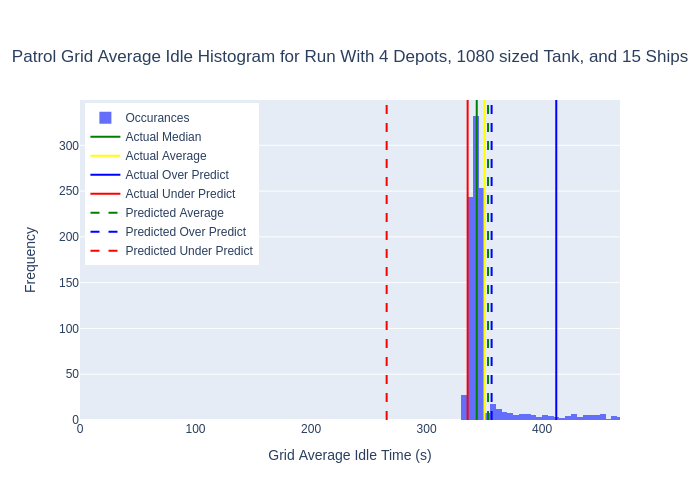 Patrol Grid Average Idle Histogram for Run With 4 Depots, 1080 sized Tank, and 15 Ships
Occurances
Actual Median
Actual Average
Actual Over Predict
Actual Under Predict
Predicted Average
Predicted Over Predict
Predicted Under Predict
Frequency
300
250
200
150
100
50
0
0 100 200 300 400
Grid Average Idle Time (s)